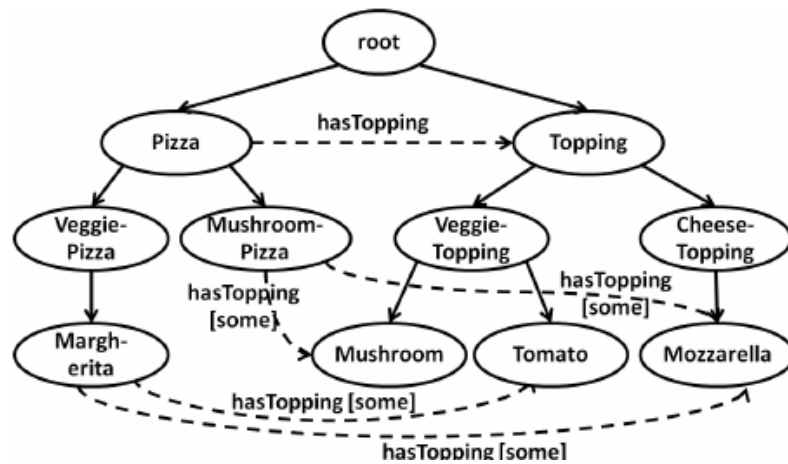 root
hasTopping
Pizza
Topping
Veggie-
Pizza
Mushroom-
Pizza
Veggie-
Topping
Cheese-
Topping
hasTopping
[some]
hasTopping
[some]
Margh-
erita
Mushroom
Tomato
Mozzarella
hasTopping [some]
hasTopping [some]